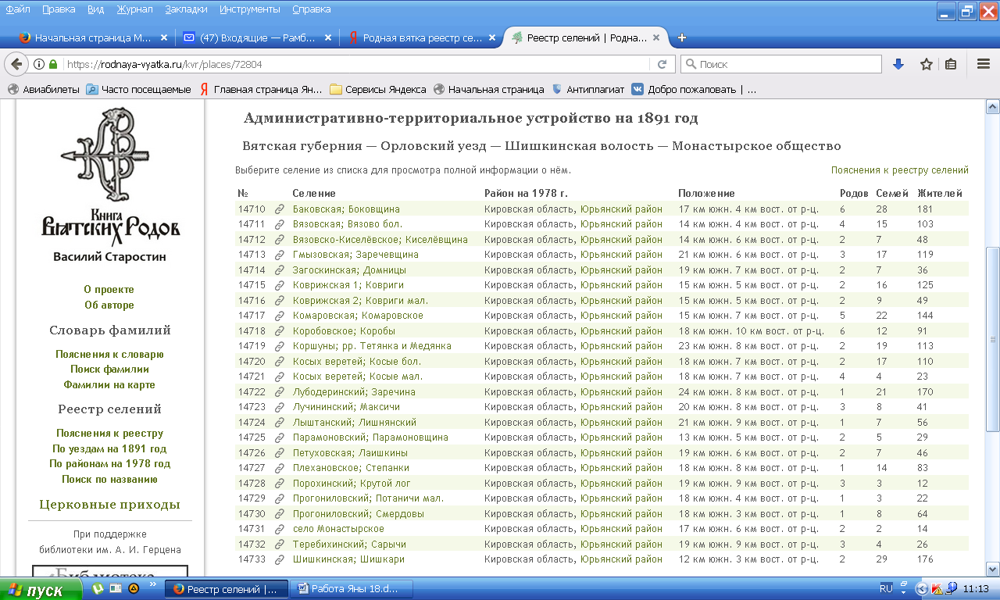 Файл Правка Вид Журнал Закладки Инструменты Справка
Начальная страница M... (47) Входящие — Рамб... Родная вятка реестр се... Реестр селений | Родна...
https://rodnaya-vyatka.ru/kvr/places/72804 Поиск
Авиабилеты Часто посещаемые Главная страница Ян... Сервисы Яндекса Начальная страница Антиплагиат Добро пожаловать | ...
Книга
Вятских Родов
Василий Старостин
О проекте
Об авторе
Словарь фамилий
Пояснения к словарю
Поиск фамилии
Фамилии на карте
Реестр селений
Пояснения к реестру
По уездам на 1891 год
По районам на 1978 год
Поиск по названию
Церковные приходы
При поддержке
библиотеки им. А. И. Герцена
Административно-территориальное устройство на 1891 год
Вятская губерния — Орловский уезд — Шишкинская волость — Монастырское общество
Выберите селение из списка для просмотра полной информации о нём. Пояснения к реестру селений
№ Селение Район на 1978 г. Положение Родов Семей Жителей
14710 Баковская; Боковщина Кировская область, Юрьянский район 17 км южн. 4 км вост. от р-ц. 6 28 181
14711 Вязовская; Вязово бол. Кировская область, Юрьянский район 14 км южн. 4 км вост. от р-ц. 4 15 103
14712 Вязовско-Киселёвское; Киселёвщина Кировская область, Юрьянский район 14 км южн. 6 км вост. от р-ц. 2 7 48
14713 Гмызовская; Заречевщина Кировская область, Юрьянский район 21 км южн. 6 км вост. от р-ц. 3 17 119
14714 Загоскинская; Домницы Кировская область, Юрьянский район 19 км южн. 7 км вост. от р-ц. 2 7 36
14715 Коврижская 1; Ковриги Кировская область, Юрьянский район 15 км южн. 5 км вост. от р-ц. 2 16 125
14716 Коврижская 2; Ковриги мал. Кировская область, Юрьянский район 15 км южн. 5 км вост. от р-ц. 2 9 49
14717 Комаровская; Комаровское Кировская область, Юрьянский район 15 км южн. 7 км вост. от р-ц. 5 22 144
14718 Коробовское; Коробы Кировская область, Юрьянский район 18 км южн. 10 км вост. от р-ц. 6 12 91
14719 Коршуны; рр. Тетянка и Медянка Кировская область, Юрьянский район 23 км южн. 8 км вост. от р-ц. 2 19 113
14720 Косых веретей; Косые бол. Кировская область, Юрьянский район 18 км южн. 7 км вост. от р-ц. 2 17 110
14721 Косых веретей; Косые мал. Кировская область, Юрьянский район 18 км южн. 7 км вост. от р-ц. 4 4 23
14722 Лубодеринский; Заречина Кировская область, Юрьянский район 24 км южн. 8 км вост. от р-ц. 1 21 170
14723 Лучининский; Максичи Кировская область, Юрьянский район 20 км южн. 8 км вост. от р-ц. 3 8 41
14724 Лыштанский; Лишнянский Кировская область, Юрьянский район 21 км южн. 9 км вост. от р-ц. 1 7 56
14725 Парамоновский; Парамоновщина Кировская область, Юрьянский район 13 км южн. 5 км вост. от р-ц. 2 5 29
14726 Петуховская; Лаишкины Кировская область, Юрьянский район 19 км южн. 6 км вост. от р-ц. 2 7 46
14727 Плехановское; Степанки Кировская область, Юрьянский район 18 км южн. 8 км вост. от р-ц. 1 14 83
14728 Порохинский; Крутой лог Кировская область, Юрьянский район 19 км южн. 9 км вост. от р-ц. 3 3 12
14729 Прогониловский; Потаничи мал. Кировская область, Юрьянский район 18 км южн. 4 км вост. от р-ц. 1 3 22
14730 Прогониловский; Смердовы Кировская область, Юрьянский район 18 км южн. 3 км вост. от р-ц. 1 8 64
14731 село Монастырское Кировская область, Юрьянский район 17 км южн. 6 км вост. от р-ц. 2 2 14
14732 Теребихинский; Сарычи Кировская область, Юрьянский район 19 км южн. 9 км вост. от р-ц. 3 4 26
14733 Шишкинская; Шишкари Кировская область, Юрьянский район 12 км южн. 3 км вост. от р-ц. 2 29 176
пуск Реестр селений | ... Работа Яны 18.d... RU 11:13